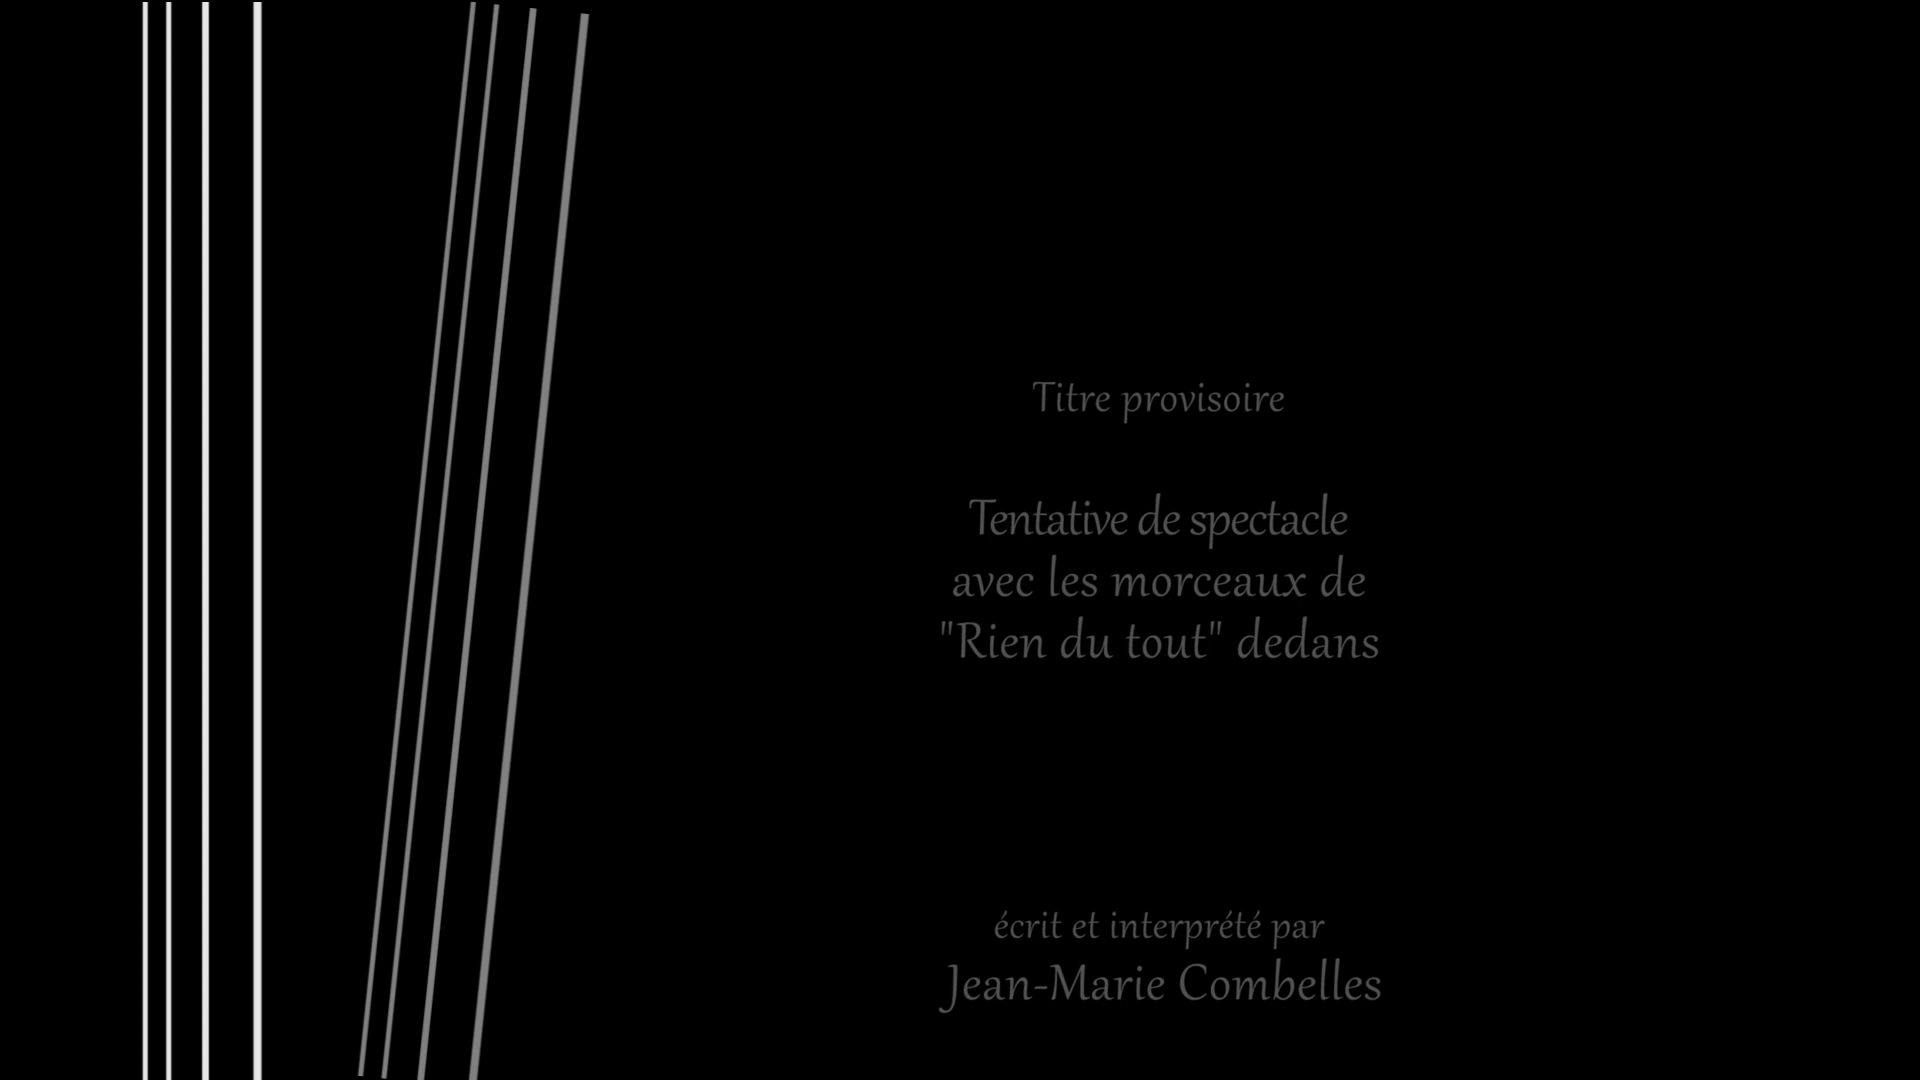 Titre provisoire
Tentative de spectacle
avec les morceaux de
"Rien du tout" dedans
écrit et interprété par
Jean-Marie Combelles